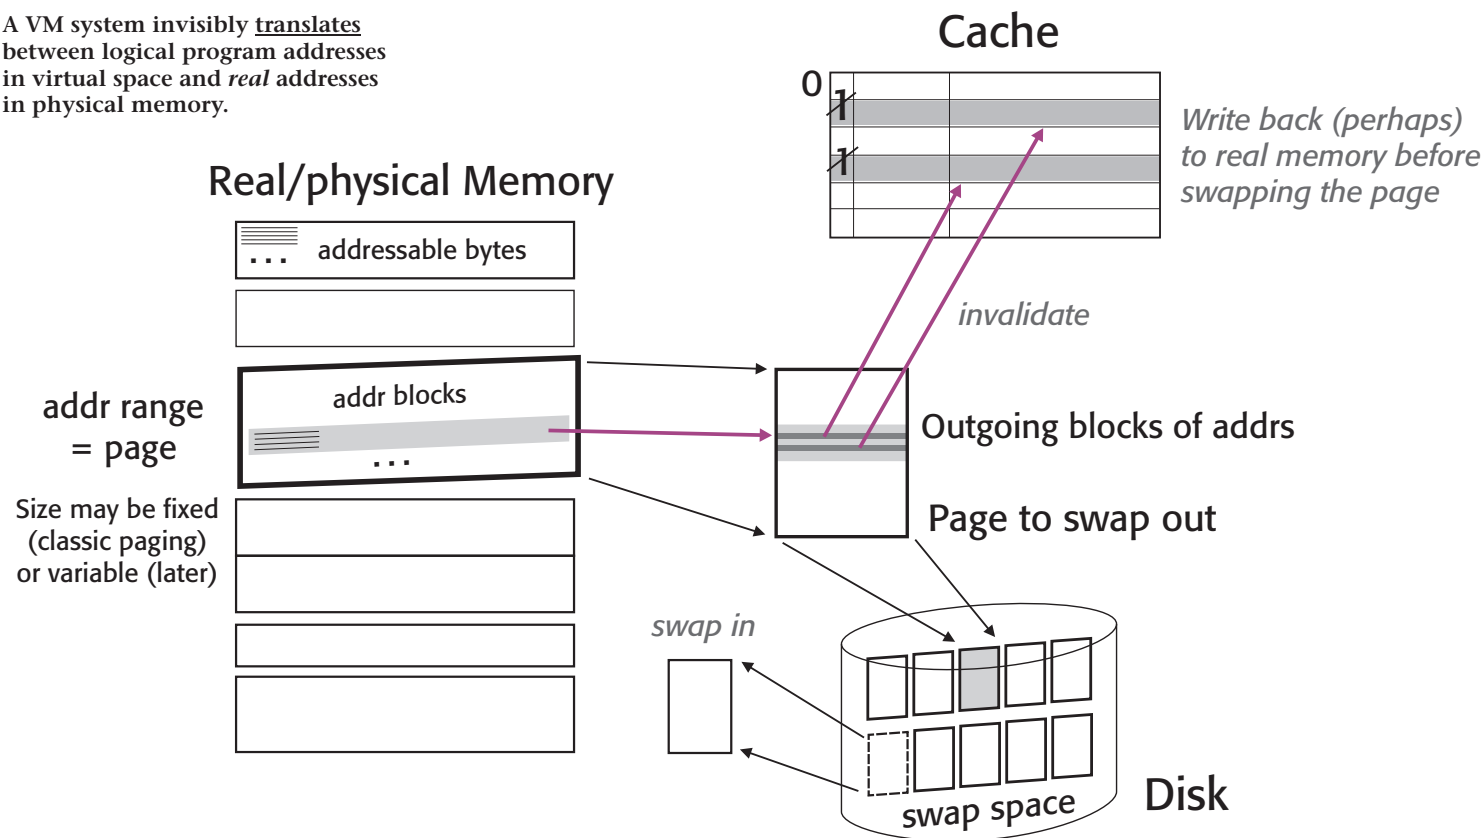 A VM system invisibly translates
between logical program addresses
in virtual space and real addresses
in physical memory.
Cache
0
1
1
Write back (perhaps)
to real memory before
swapping the page
Real/physical Memory
... addressable bytes
invalidate
addr range
= page
addr blocks
...
Size may be fixed
(classic paging)
or variable (later)
Outgoing blocks of addrs
Page to swap out
swap in
swap space
Disk